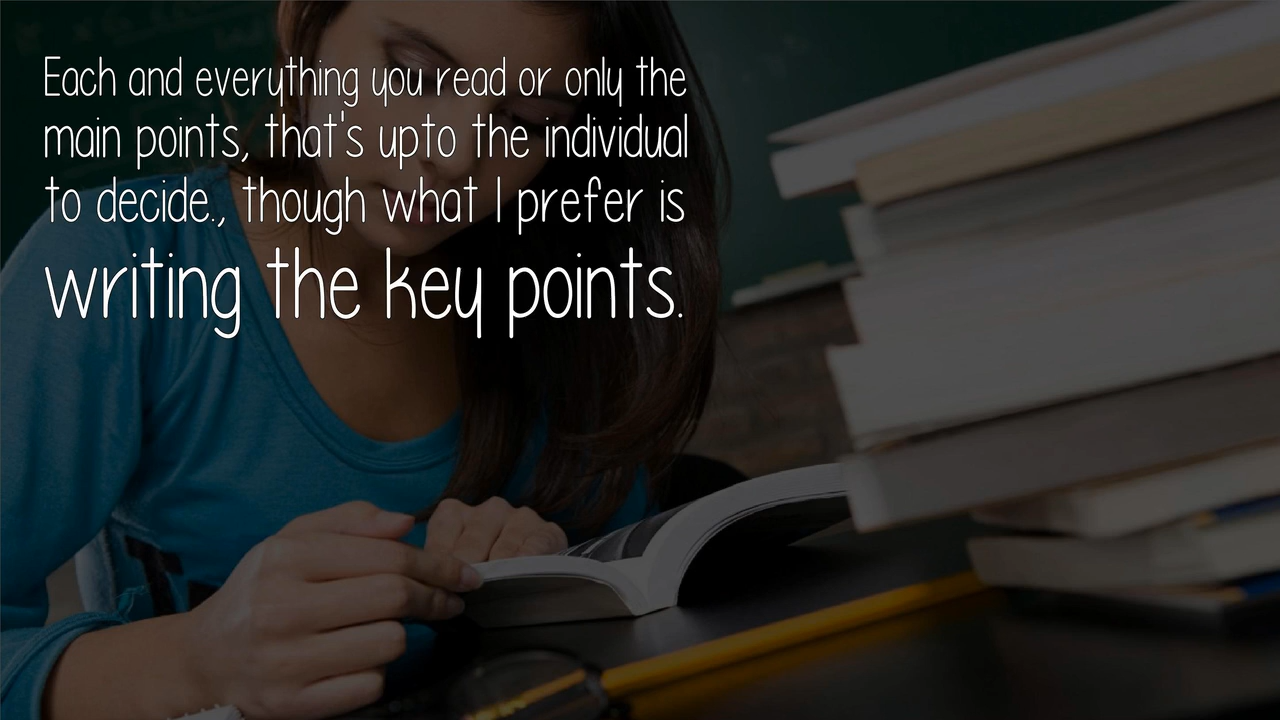 Each and everything you read or only the
main points, that's upto the individual
to decide., though what I prefer is
writing the key points.